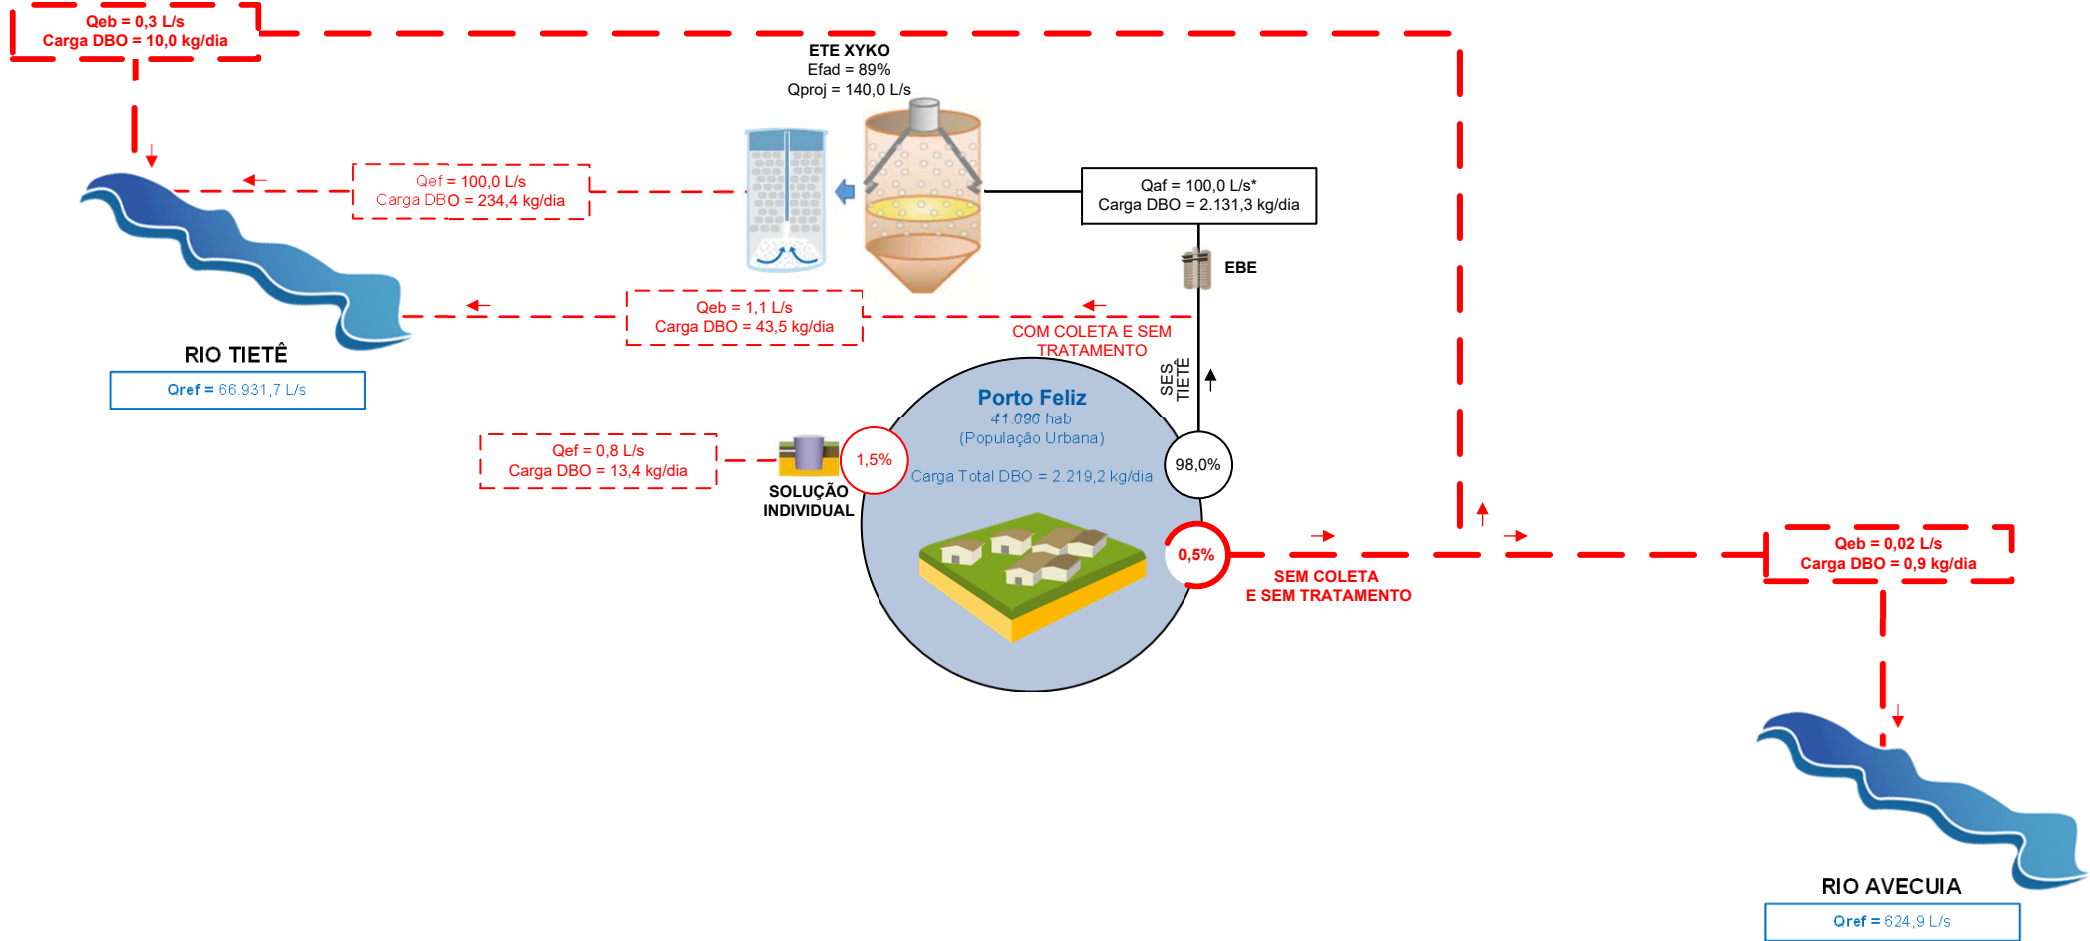 Qeb = 0,3 L/s
Carga DBO = 10,0 kg/dia
ETE XYKO
Efad = 89%
Qproj = 140,0 L/s
Qef = 100,0 L/s
Carga DBO = 234,4 kg/dia
Qaf = 100,0 L/s*
Carga DBO = 2.131,3 kg/dia
EBE
Qeb = 1,1 L/s
Carga DBO = 43,5 kg/dia
COM COLETA E SEM
TRATAMENTO
RIO TIETÊ
Qref = 66.931,7 L/s
SES
TIETÊ
Porto Feliz
41.096 hab
(População Urbana)
Carga Total DBO = 2.219,2 kg/dia
Qef = 0,8 L/s
Carga DBO = 13,4 kg/dia
1,5%
98,0%
SOLUÇÃO
INDIVIDUAL
0,5%
SEM COLETA
E SEM TRATAMENTO
Qeb = 0,02 L/s
Carga DBO = 0,9 kg/dia
RIO AVECUIA
Qref = 624,9 L/s